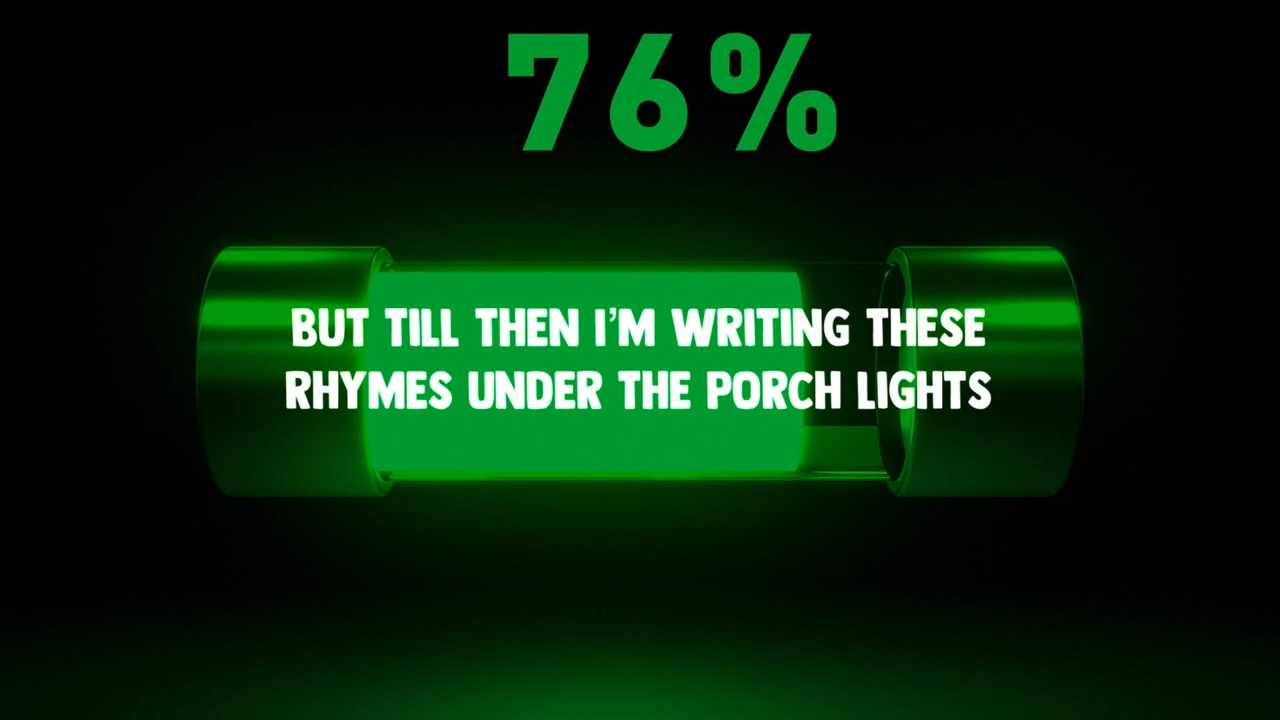 76%
BUT TILL THEN I'M WRITING THESE
RHYMES UNDER THE PORCH LIGHTS